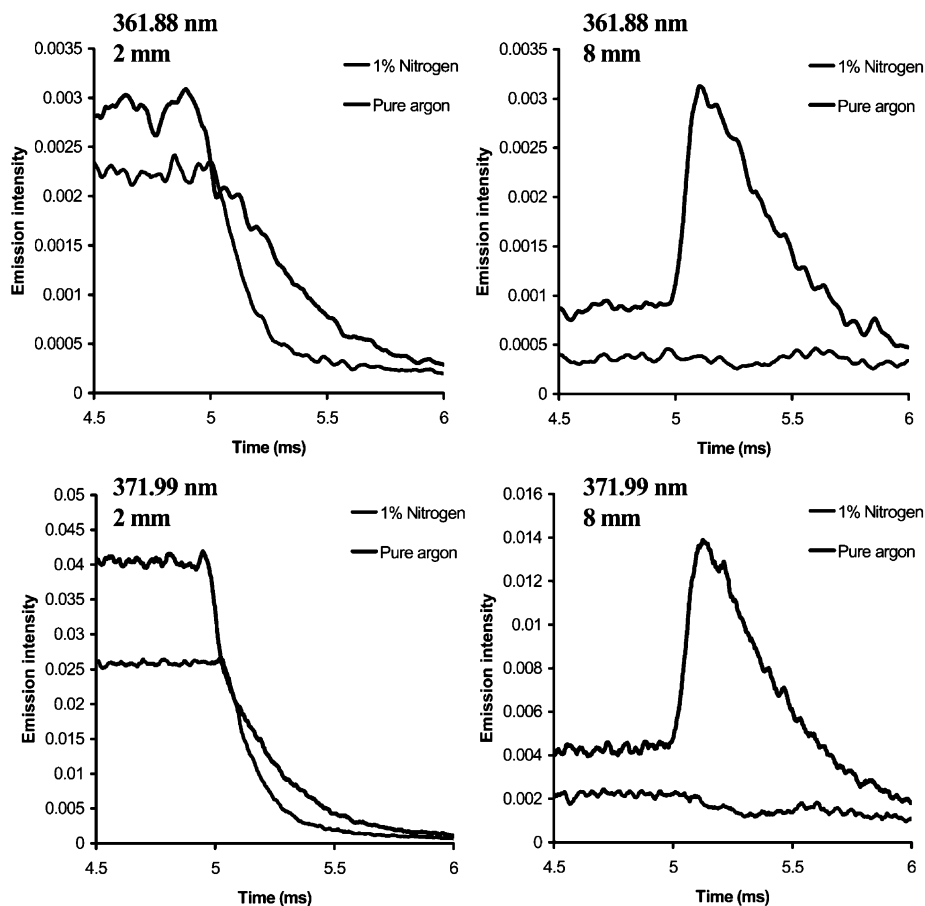 361.88 nm
2 mm
0.0035
0.003
0.0025
0.002
0.0015
0.001
0.0005
0
Emission intensity
1% Nitrogen
Pure argon
4.5 5 5.5 6
Time (ms)
361.88 nm
8 mm
0.0035
0.003
0.0025
0.002
0.0015
0.001
0.0005
0
Emission intensity
1% Nitrogen
Pure argon
4.5 5 5.5 6
Time (ms)
371.99 nm
2 mm
0.05
0.045
0.04
0.035
0.03
0.025
0.02
0.015
0.01
0.005
0
Emission intensity
1% Nitrogen
Pure argon
4.5 5 5.5 6
Time (ms)
371.99 nm
8 mm
0.016
0.014
0.012
0.01
0.008
0.006
0.004
0.002
0
Emission intensity
1% Nitrogen
Pure argon
4.5 5 5.5 6
Time (ms)